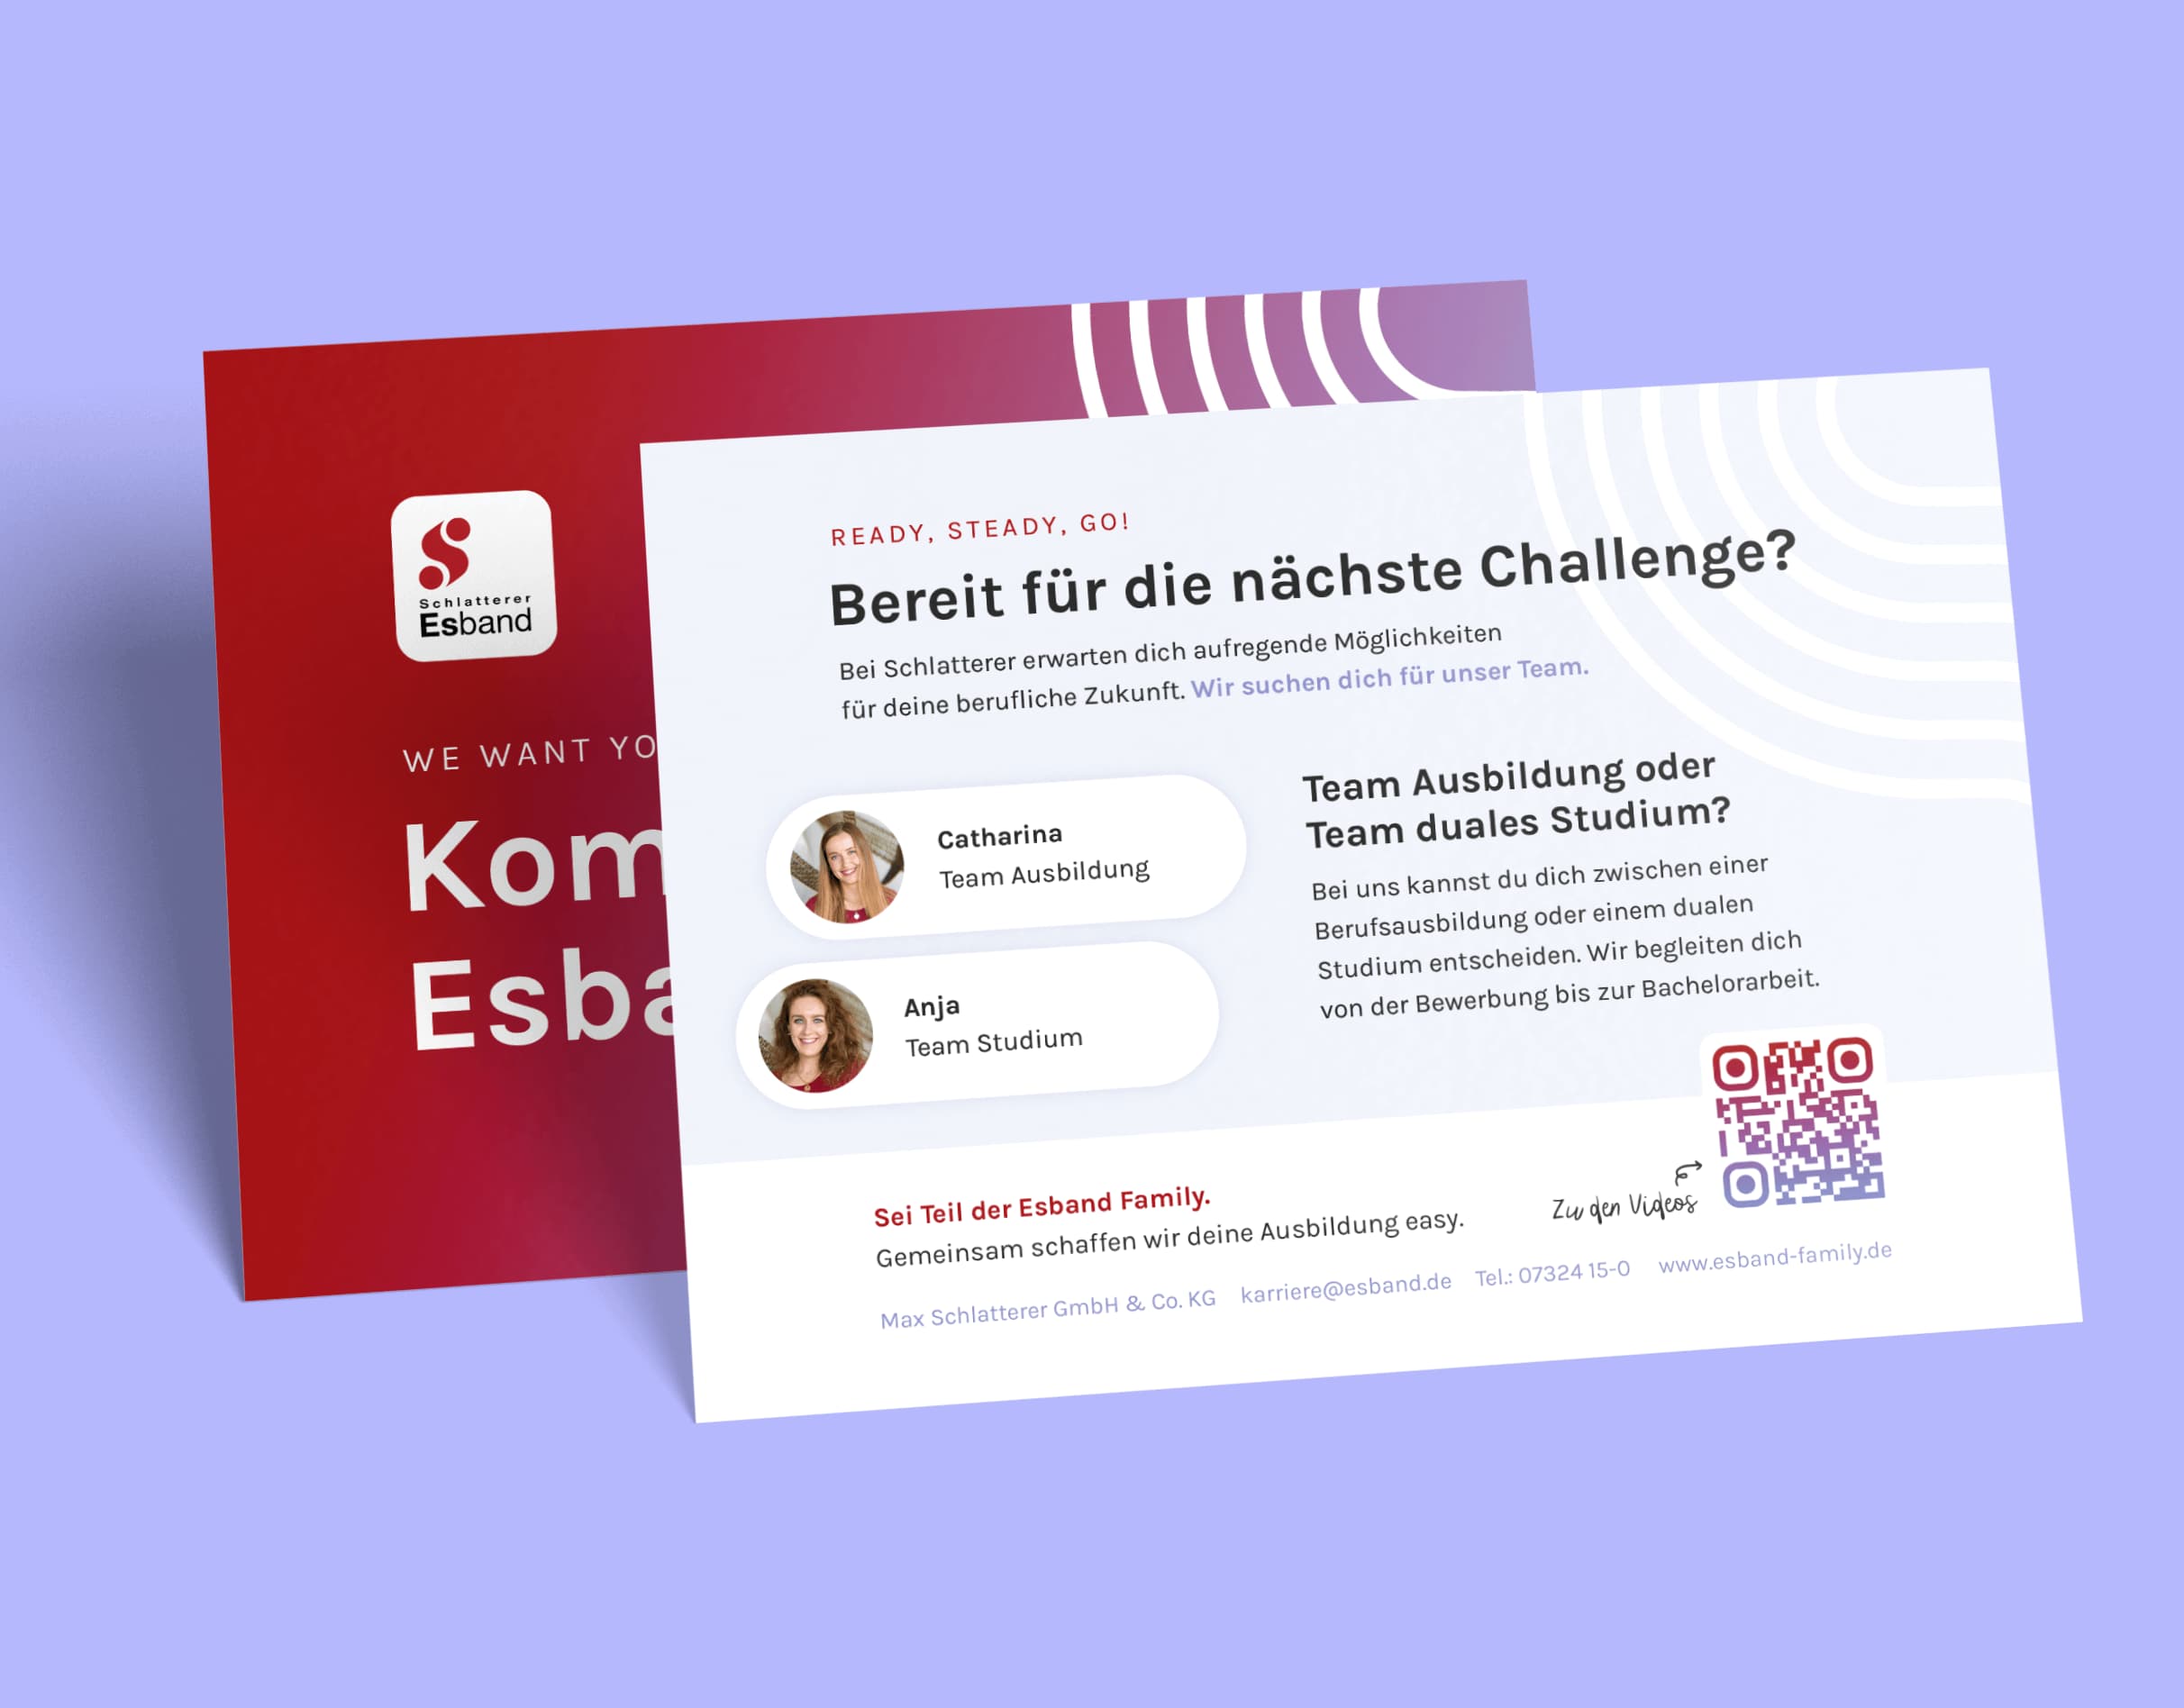 Schlatterer
Esband
WE WANT YO
Kom
Esba
READY, STEADY, GO!
Bereit für die nächste Challenge?
Bei Schlatterer erwarten dich aufregende Möglichkeiten
für deine berufliche Zukunft. Wir suchen dich für unser Team.
Catharina
Team Ausbildung
Anja
Team Studium
Team Ausbildung oder
Team duales Studium?
Bei uns kannst du dich zwischen einer
Berufsausbildung oder einem dualen
Studium entscheiden. Wir begleiten dich
von der Bewerbung bis zur Bachelorarbeit.
Zu den Videos
Sei Teil der Esband Family.
Gemeinsam schaffen wir deine Ausbildung easy.
Max Schlatterer GmbH & Co. KG karriere@esband.de Tel.: 07324 15-0 www.esband-family.de